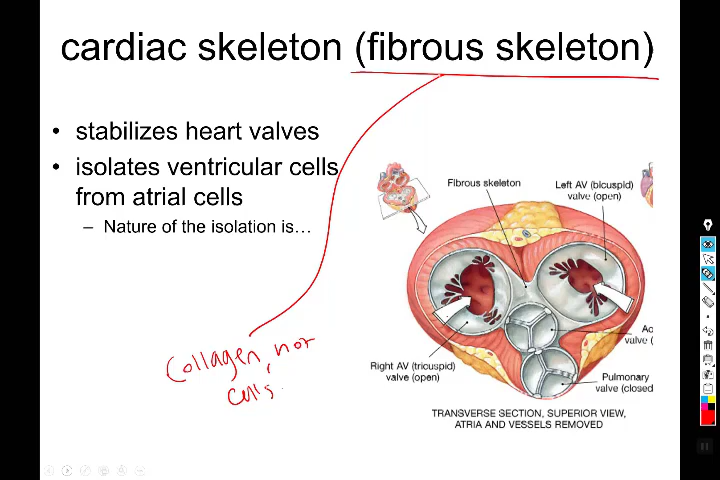 cardiac skeleton (fibrous skeleton)
• stabilizes heart valves
• isolates ventricular cells
from atrial cells
– Nature of the isolation is…
Fibrous skeleton
Left AV (bicuspid)
valve (open)
Ao
valve (
Right AV (tricuspid)
valve (open)
Pulmonary
valve (closed
TRANSVERSE SECTION, SUPERIOR VIEW,
ATRIA AND VESSELS REMOVED
Collagen, not
cells.